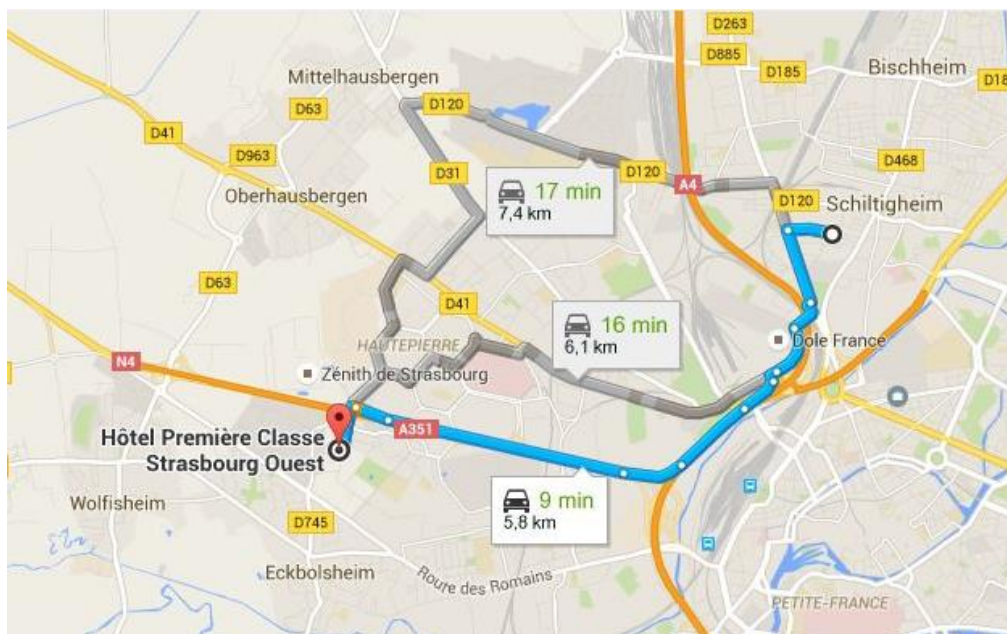 D263
D885
D185
Bischheim
Mittelhausbergen
D63
D120
D41
D963
D31
D120
D468
A4
Oberhausbergen
17 min
7,4 km
D120
Schiltigheim
D63
D41
16 min
6,1 km
Dole France
HAUTEPIERRE
N4
Zénith de Strasbourg
A351
Hôtel Première Classe
Strasbourg Ouest
9 min
5,8 km
Wolfisheim
D745
Eckbolsheim
Route des Romains
PETITE-FRANCE